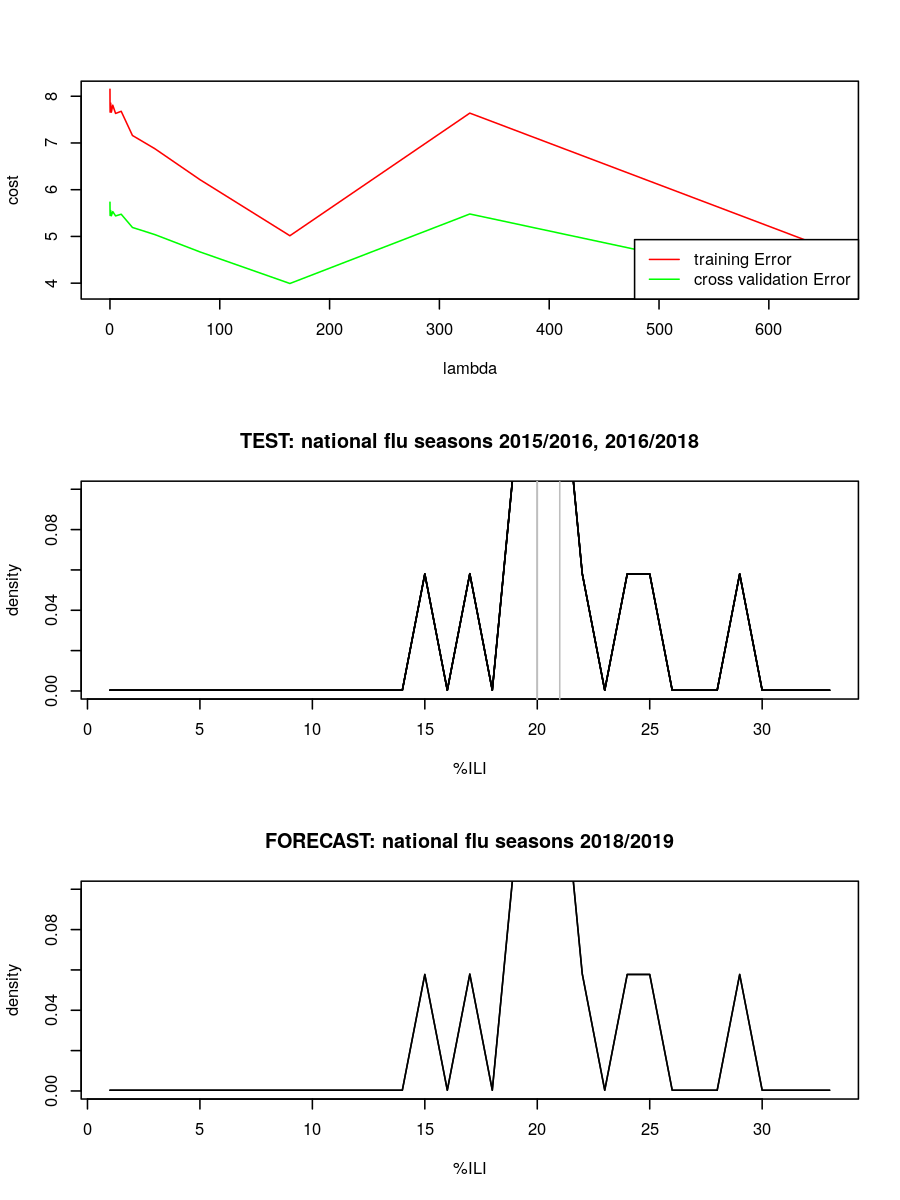 8
7
cost
6
5
4
training Error
cross validation Error
0 100 200 300 400 500 600
lambda
TEST: national flu seasons 2015/2016, 2016/2018
0.08
density
0.04
0.00
0 5 10 15 20 25 30
%ILI
FORECAST: national flu seasons 2018/2019
0.08
density
0.04
0.00
0 5 10 15 20 25 30
%ILI